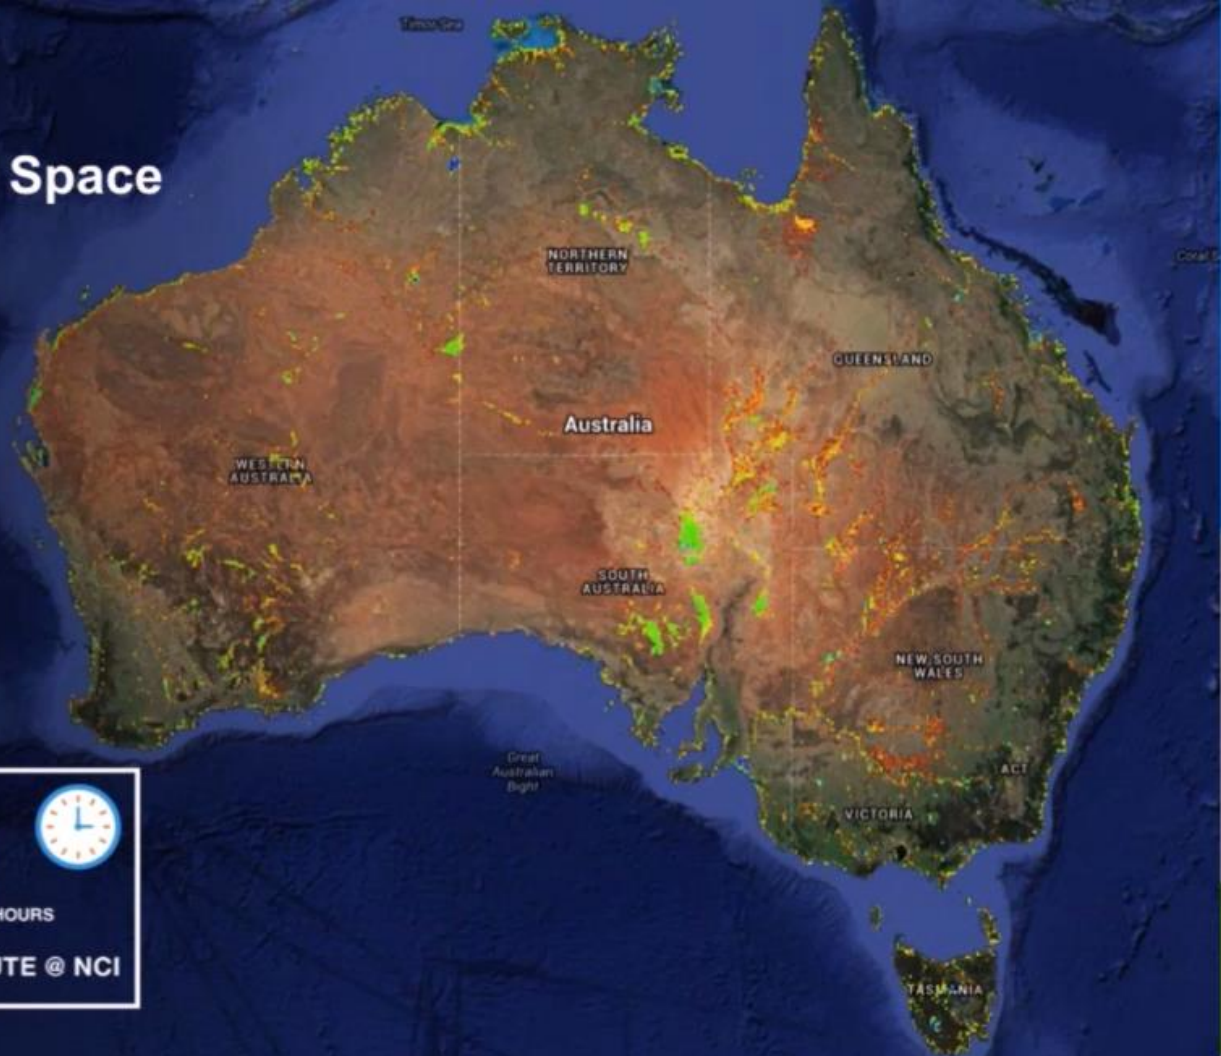 Timor Sea
Space
NORTHERN
TERRITORY
Coral S
QUEENSLAND
Australia
WESTERN
AUSTRALIA
SOUTH
AUSTRALIA
NEW SOUTH
WALES
Great
Australian
Bight
ACT
VICTORIA
HOURS
UTE @ NCI
TASMANIA